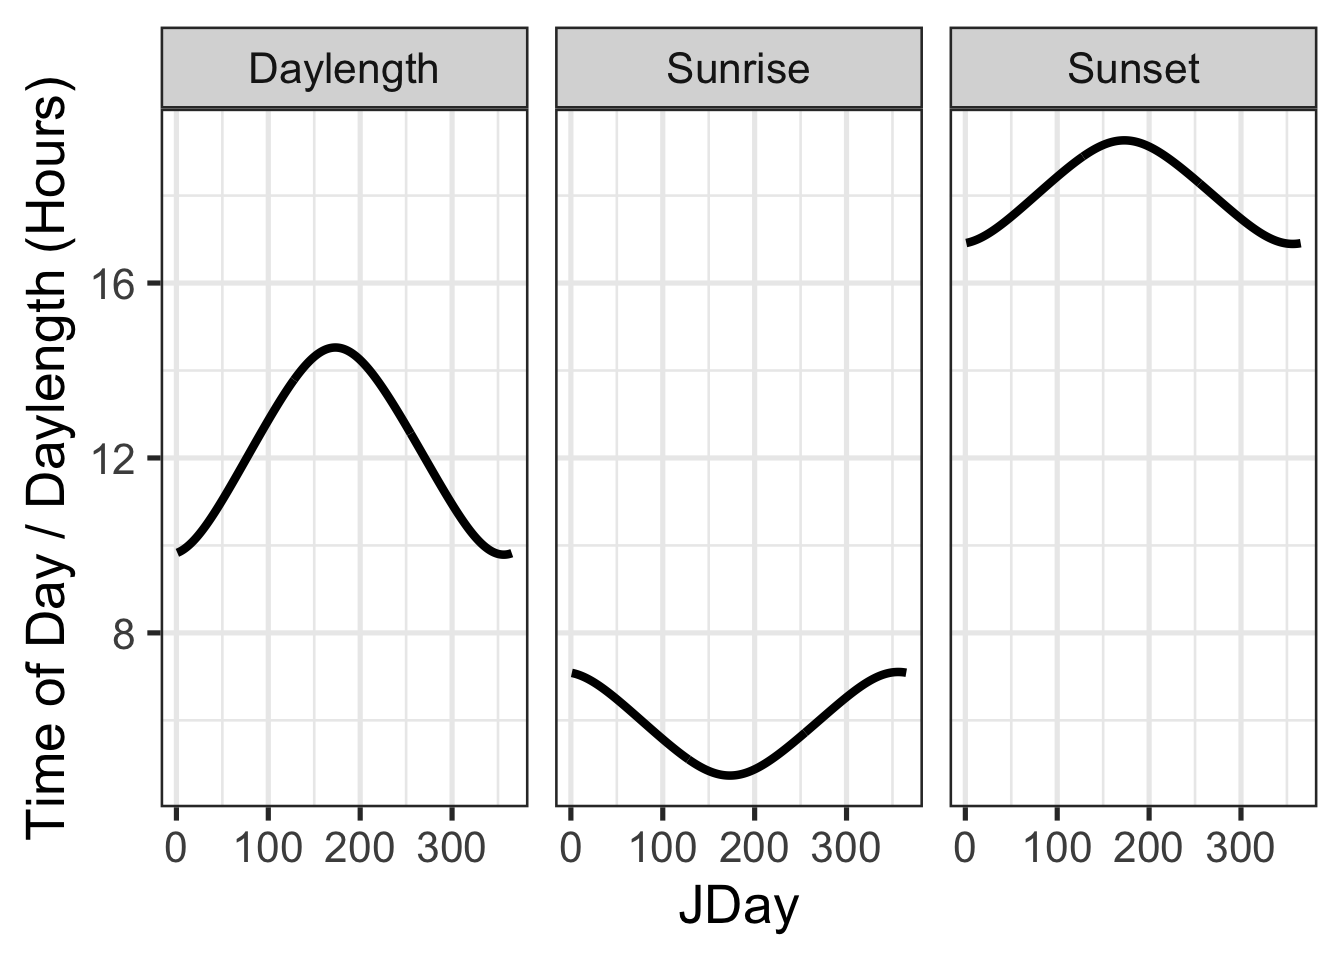 Daylength Sunrise Sunset
Time of Day / Daylength (Hours)
16
12
8
0 100 200 300 0 100 200 300 0 100 200 300
JDay